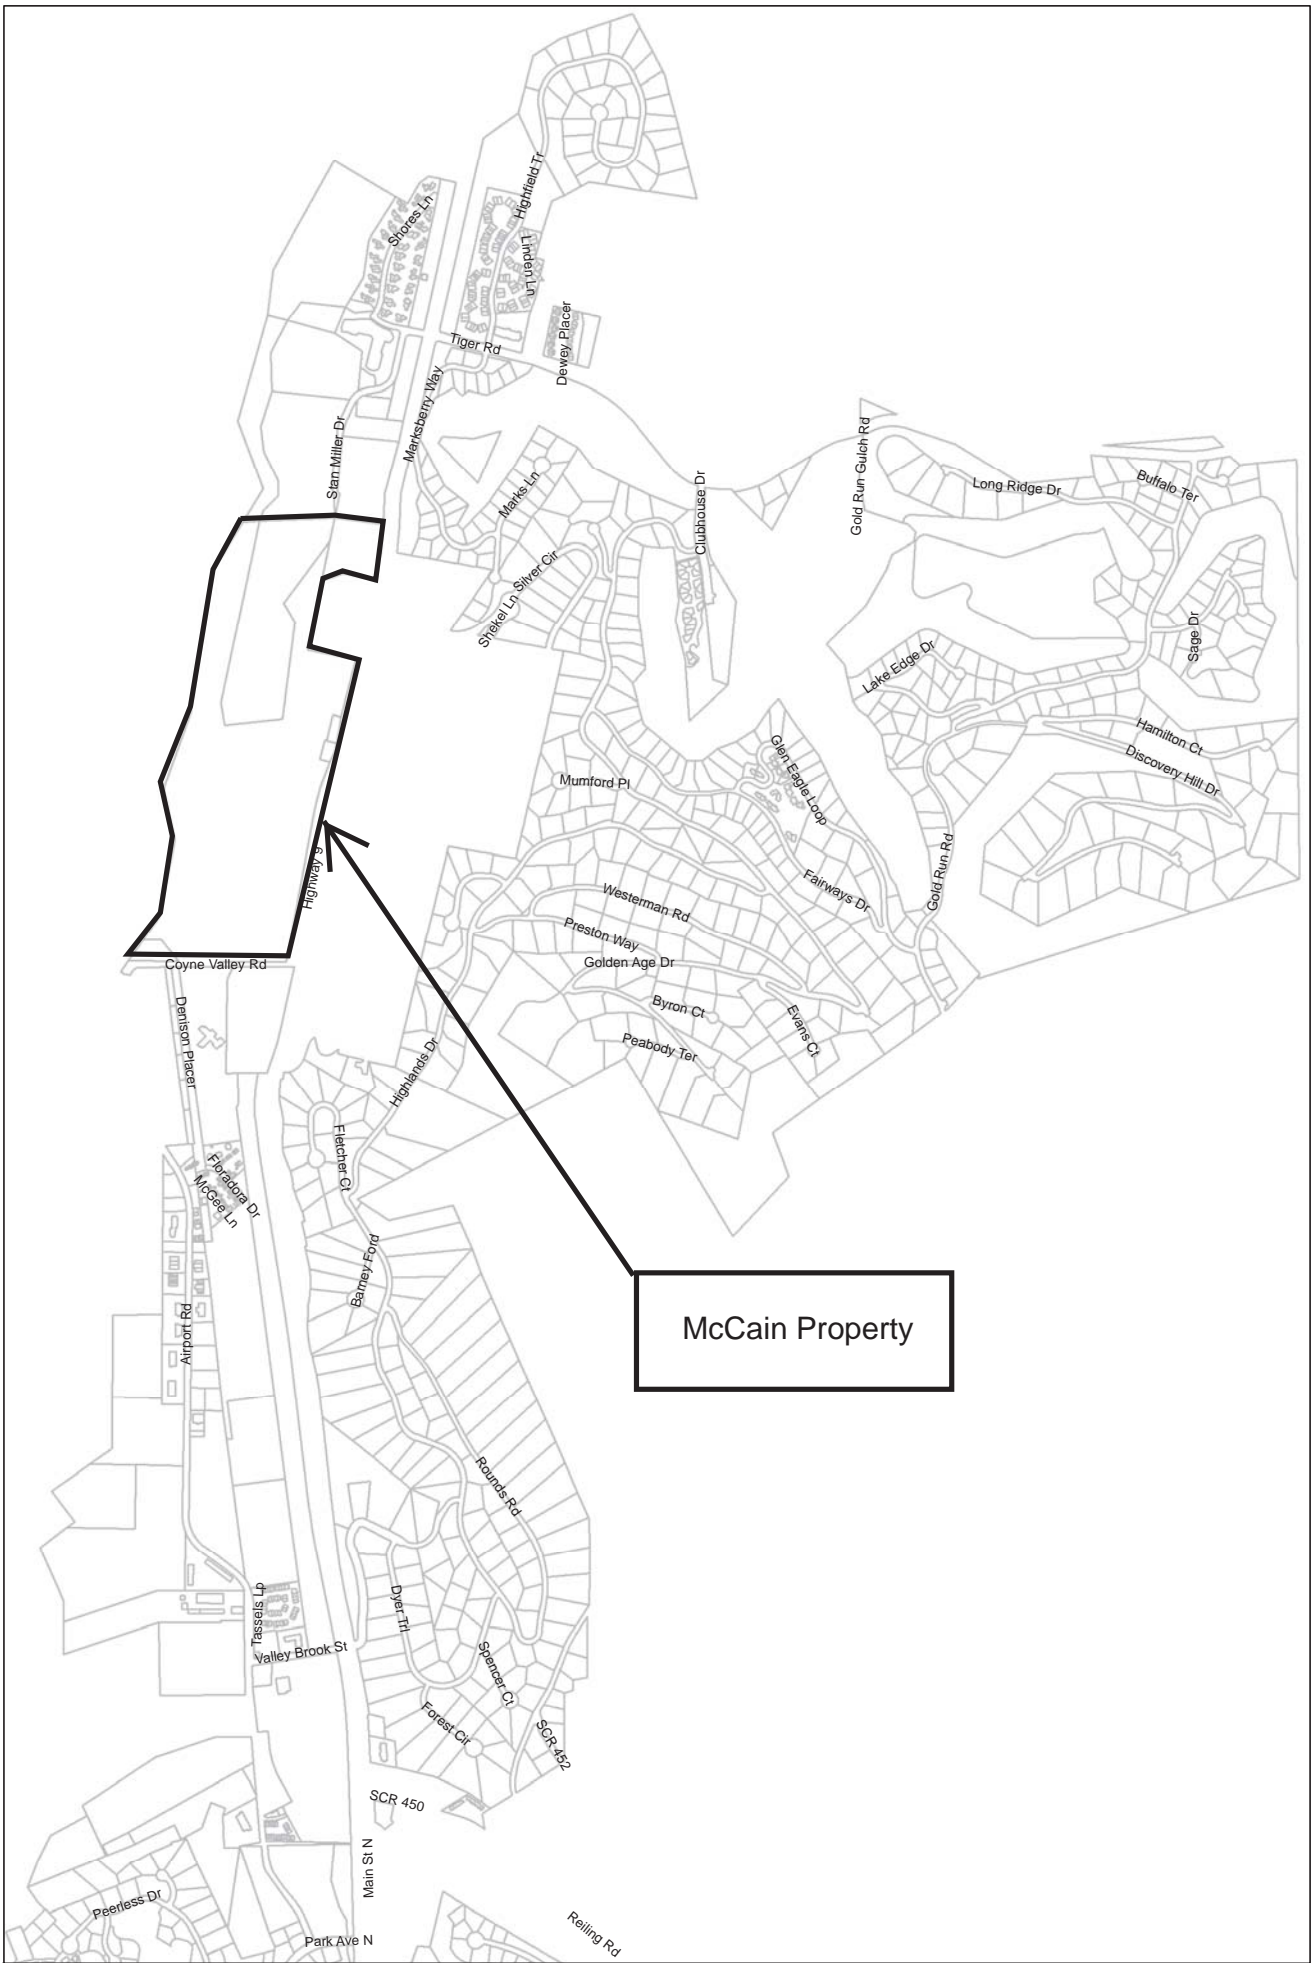 Highfield Tr
Shores Ln
Linden Ln
Dewey Placer
Tiger Rd
Marksberry Way
Stan Miller Dr
Gold Run Gulch Rd
Clubhouse Dr
Long Ridge Dr
Buffalo Ter
Marks Ln
Silver Cir
Shekel Ln
Sage Dr
Lake Edge Dr
Hamilton Ct
Discovery Hill Dr
Glen Eagle Loop
Mumford Pl
Highway 9
Gold Run Rd
Fairways Dr
Westerman Rd
Preston Way
Golden Age Dr
Coyne Valley Rd
Byron Ct
Evans Ct
Peabody Ter
Denison Placer
Highlands Dr
Fletcher Ct
Floradora Dr
McGee Ln
Barney Ford
McCain Property
Airport Rd
Rounds Rd
Tassels Lp
Dyer Trl
Valley Brook St
Spencer Ct
Forest Cir
SCR 452
SCR 450
Main St N
Peerless Dr
Park Ave N
Reiling Rd